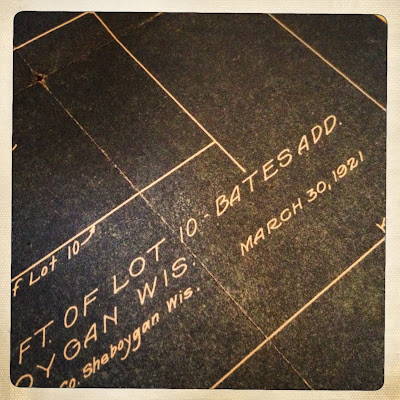 F LOT 10
FT. OF LOT 10 - BATES ADD.
OYGAN WIS.
MARCH 30, 1921
Co. Sheboygan Wis.